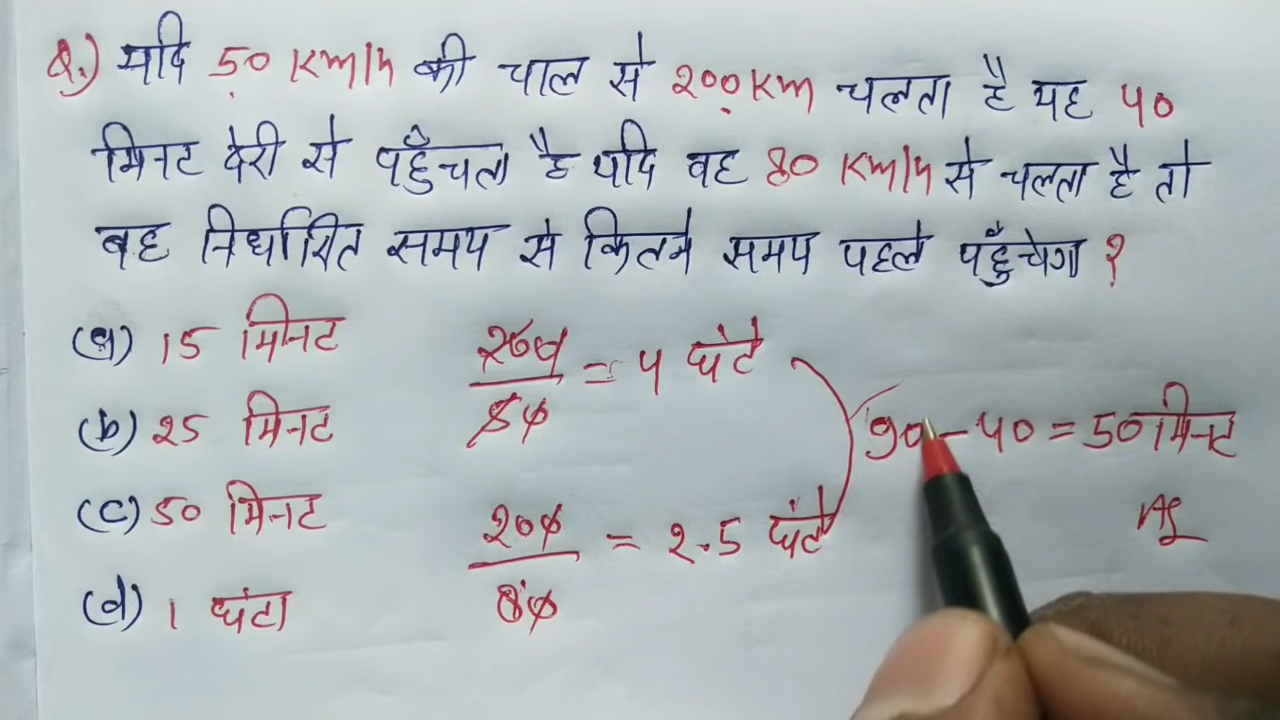 Q.) यदि 50 Km/h की चाल से 200 Km चलता है यह 40
मिनट देरी से पहुँचता है यदि वह 80 Km/h से चलता है तो
वह निर्धारित समय से कितने समय पहले पहुँचेगा ?
(a) 15 मिनट
(b) 25 मिनट
(c) 50 मिनट
(d) 1 घंटा
200/50 = 4 घंटे
200/80 = 2.5 घंटे
90 - 40 = 50 मिनट